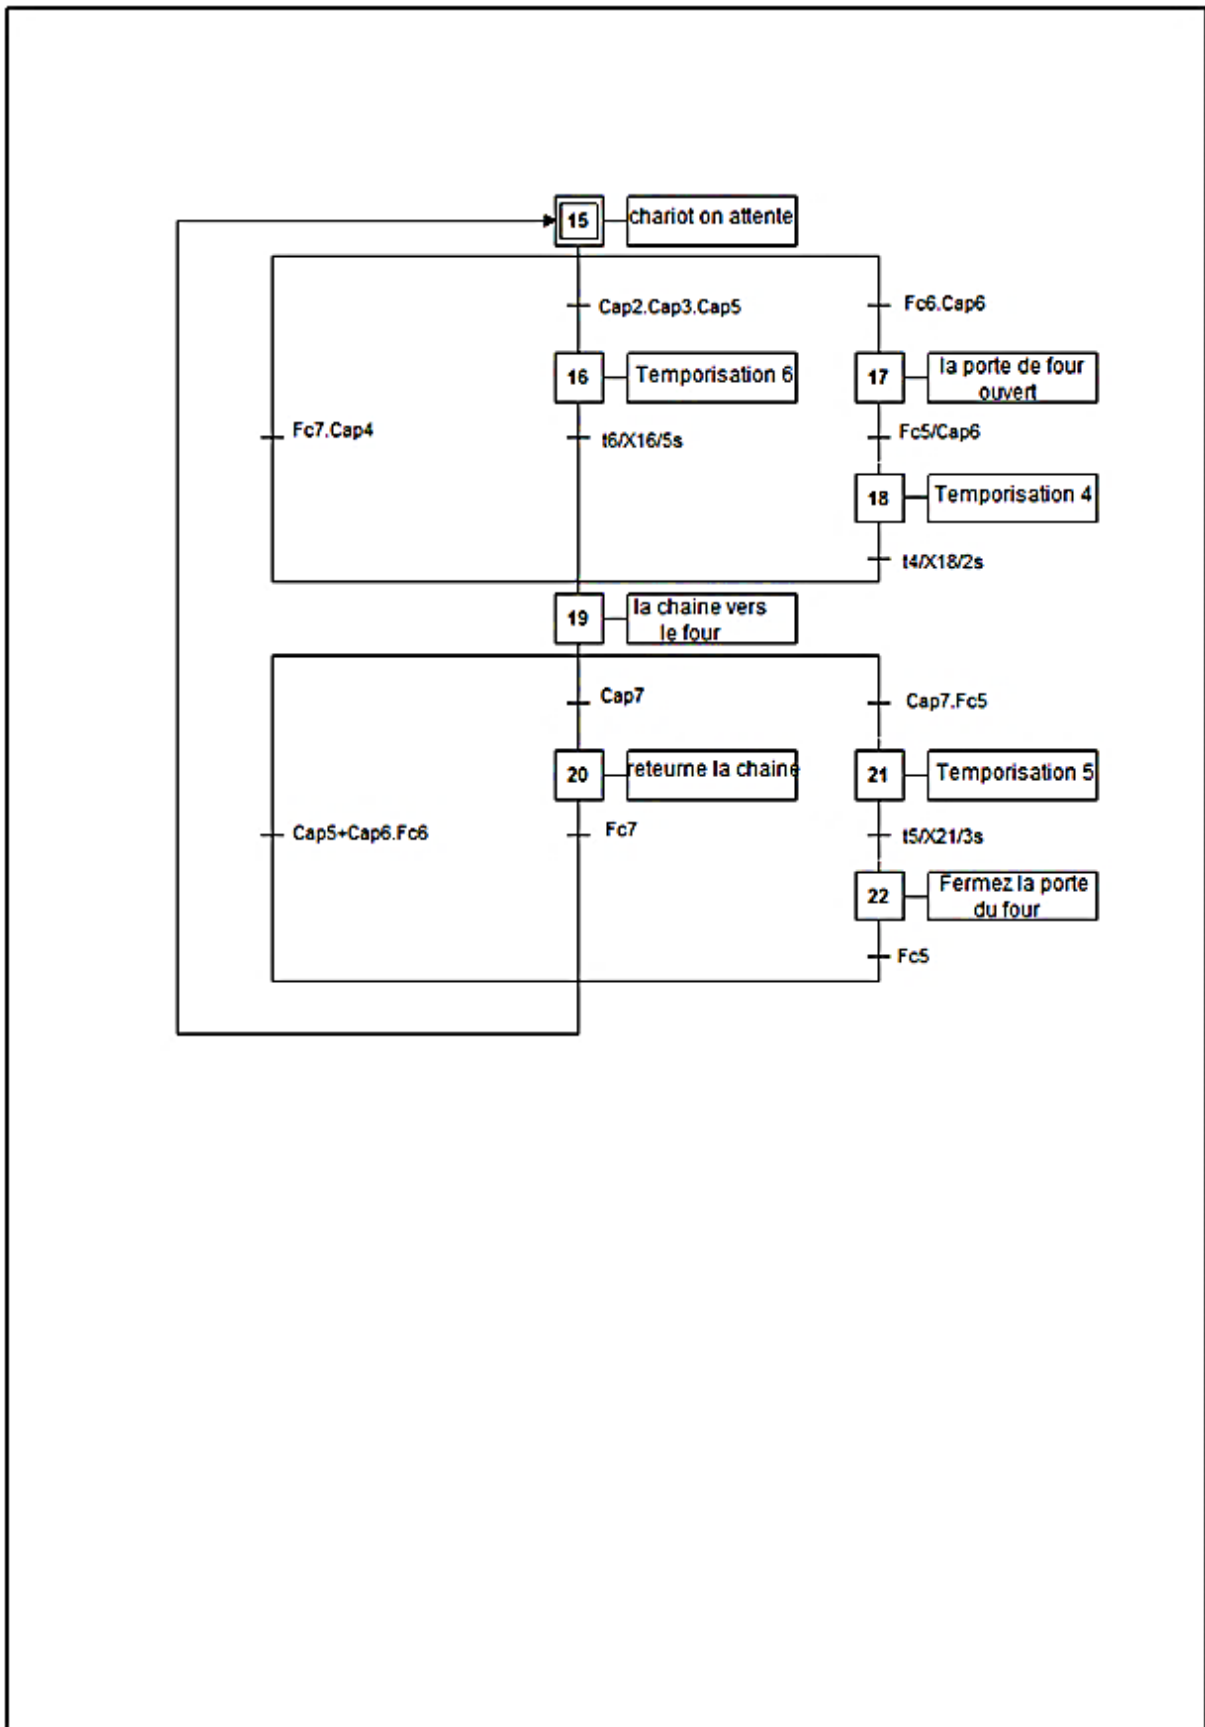 15
chariot on attente
Cap2.Cap3.Cap5
Fc6.Cap6
16
Temporisation 6
17
la porte de four
ouvert
Fc7.Cap4
t6/X16/5s
Fc5/Cap6
18
Temporisation 4
t4/X18/2s
19
la chaine vers
le four
Cap7
Cap7.Fc5
20
reteurne la chaine
21
Temporisation 5
Cap5+Cap6.Fc6
Fc7
t5/X21/3s
22
Fermez la porte
du four
Fc5